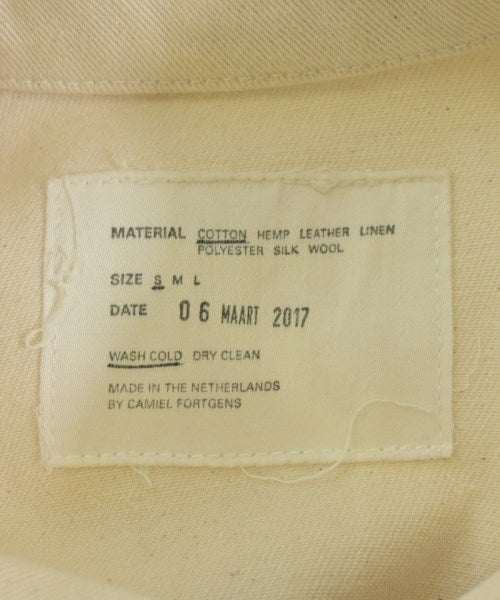 MATERIAL COTTON HEMP LEATHER LINEN
POLYESTER SILK WOOL
SIZE S M L
DATE 06 MAART 2017
WASH COLD DRY CLEAN
MADE IN THE NETHERLANDS
BY CAMIEL FORTGENS